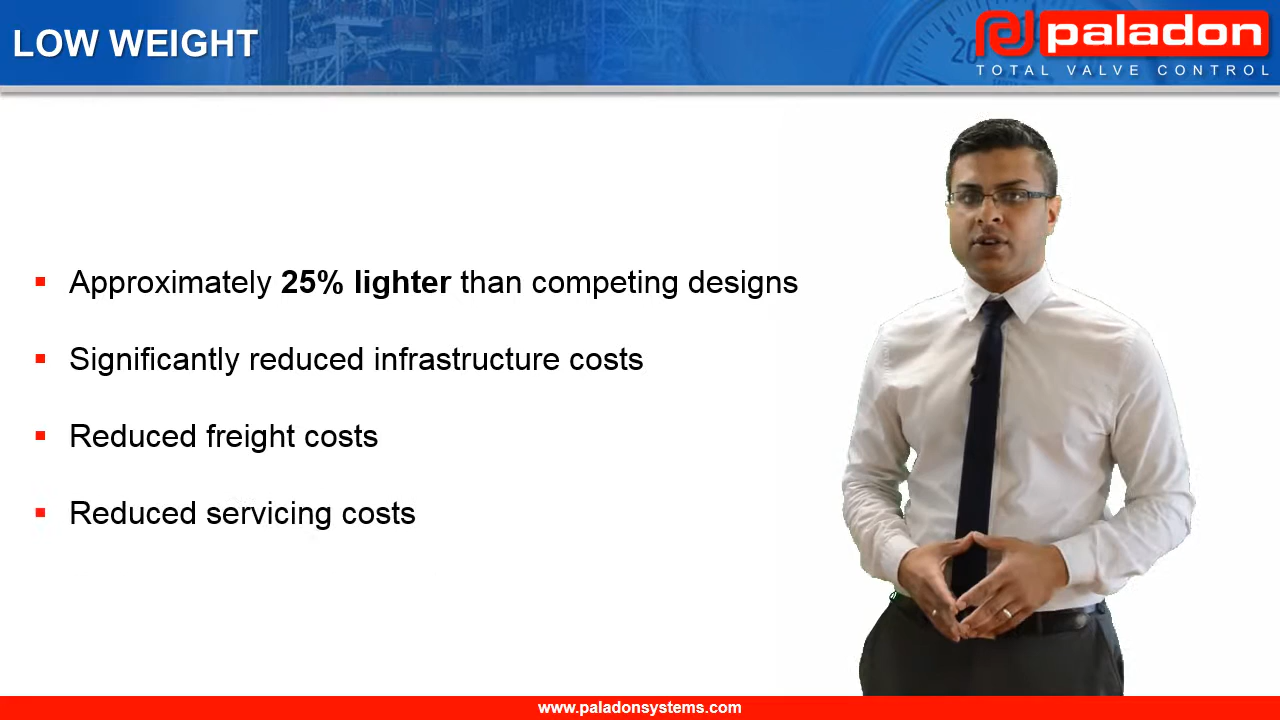 LOW WEIGHT
paladon
TOTAL VALVE CONTROL
Approximately 25% lighter than competing designs
Significantly reduced infrastructure costs
Reduced freight costs
Reduced servicing costs
www.paladonsystems.com